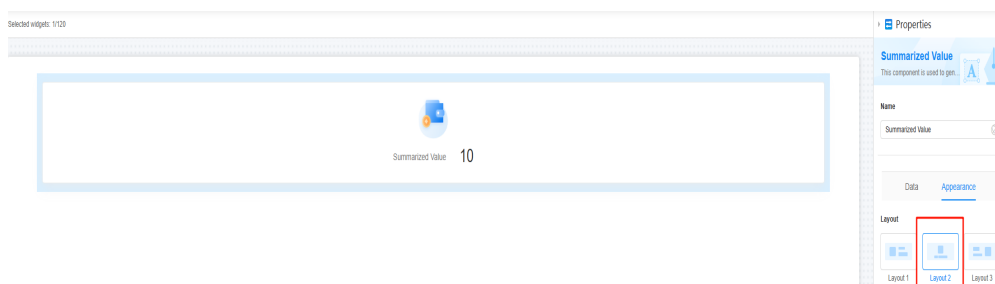 Selected widgets: 1/120
Properties
Summarized Value
This component is used to gen...
A
Name
Summarized Value
Data Appearance
Layout
Layout 1 Layout 2 Layout 3
Summarized Value 10